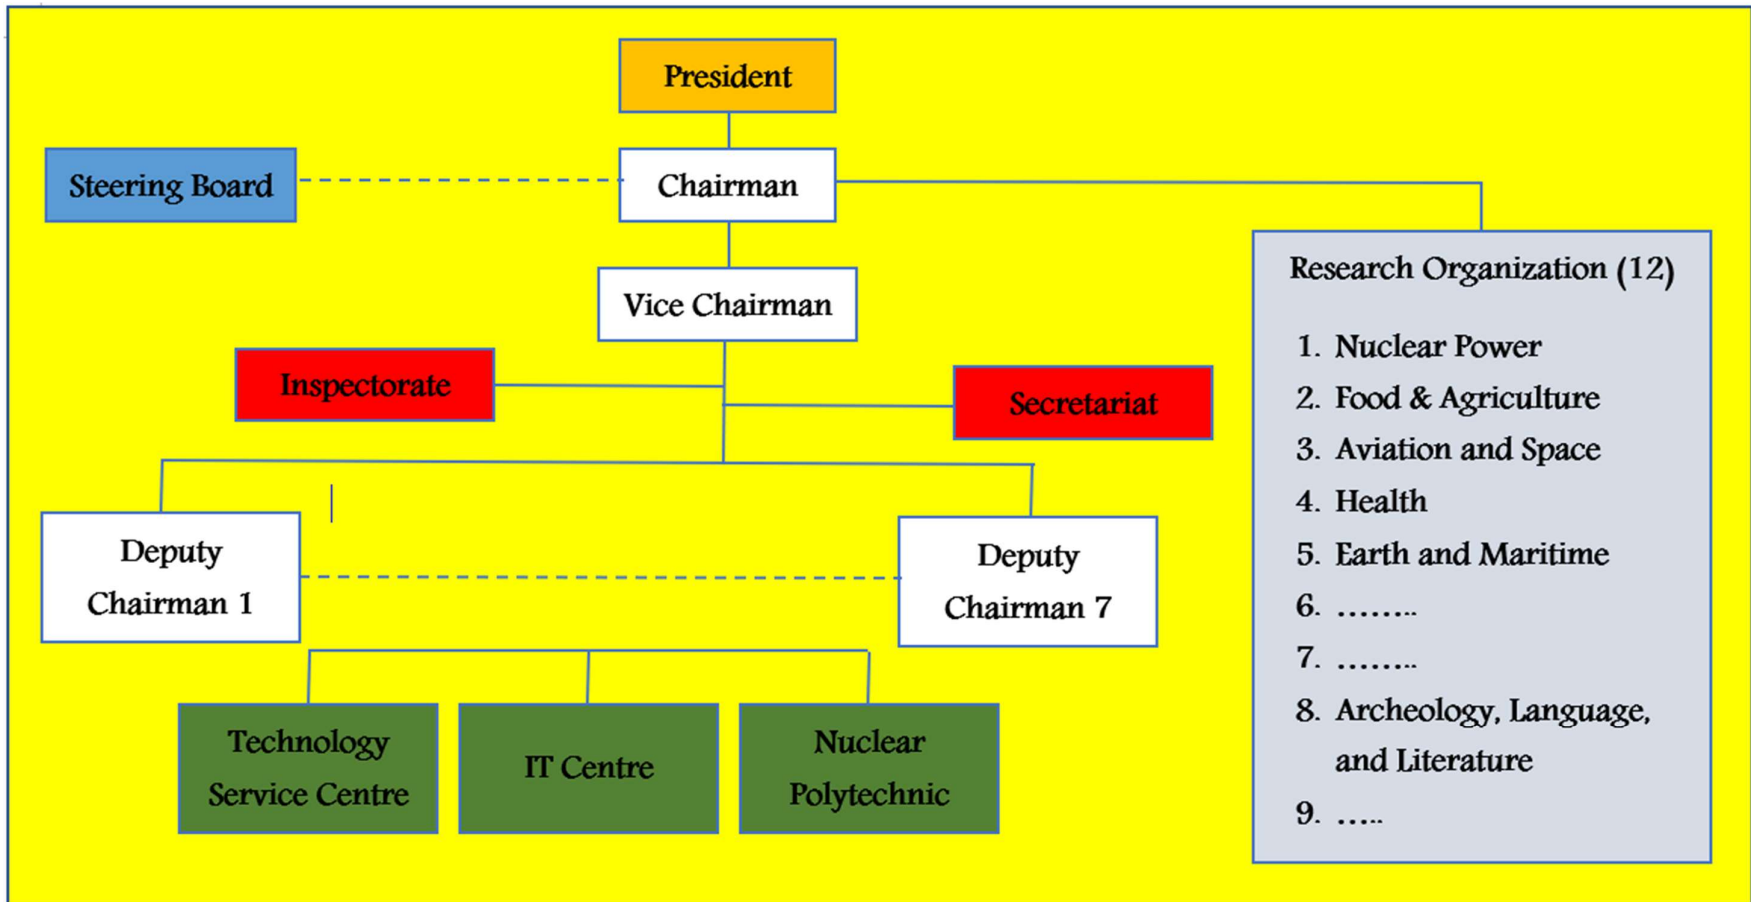 President
Steering Board
Chairman
Vice Chairman
Inspectorate
Secretariat
Deputy
Chairman 1
Deputy
Chairman 7
Technology
Service Centre
IT Centre
Nuclear
Polytechnic
Research Organization (12)
1. Nuclear Power
2. Food & Agriculture
3. Aviation and Space
4. Health
5. Earth and Maritime
6. ........
7. ........
8. Archeology, Language,
and Literature
9. .....